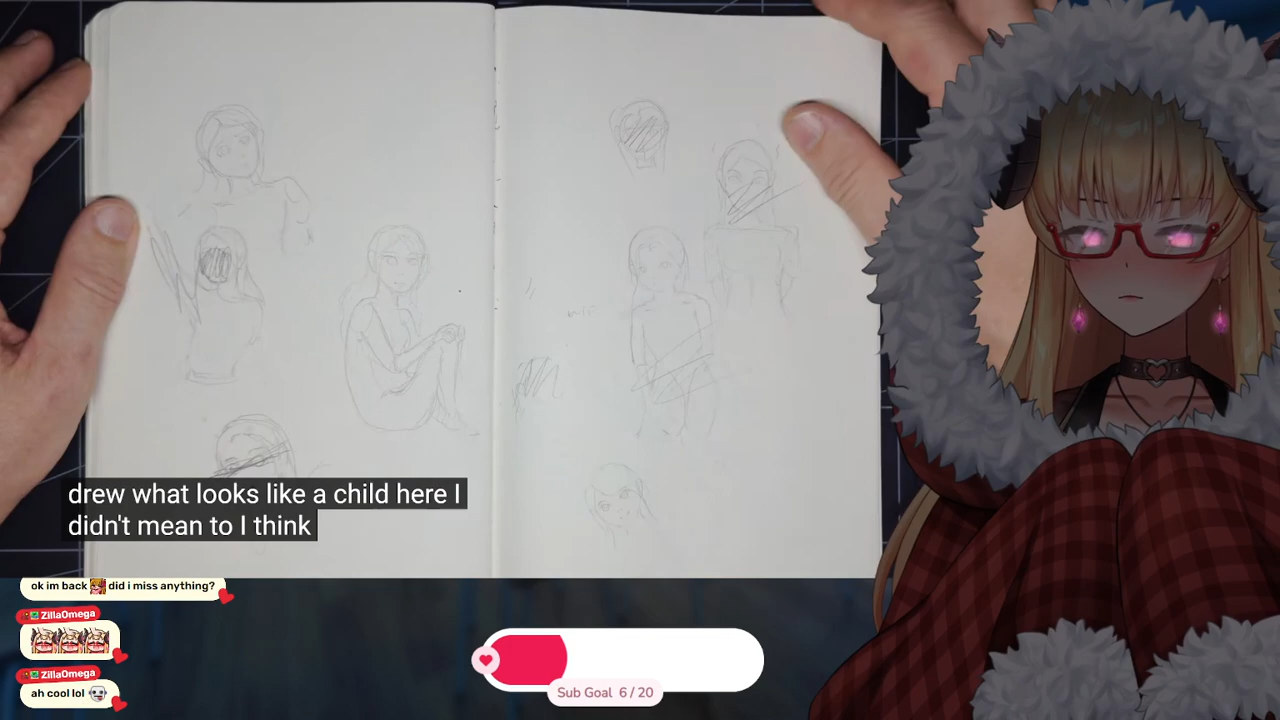 drew what looks like a child here I
didn't mean to I think
ok im back did i miss anything?
ZillaOmega
ZillaOmega
ah cool lol
Sub Goal 6 / 20